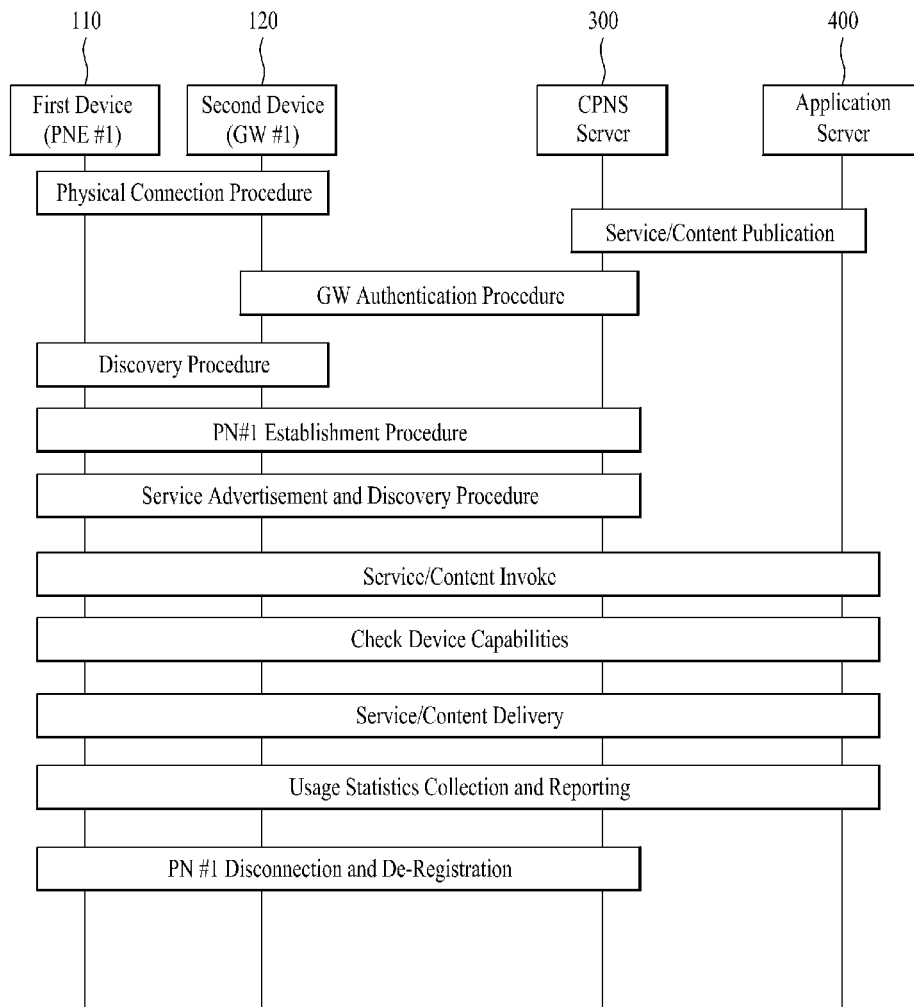 110
120
300
400
First Device
(PNE #1)
Second Device
(GW #1)
CPNS
Server
Application
Server
Physical Connection Procedure
Service/Content Publication
GW Authentication Procedure
Discovery Procedure
PN#1 Establishment Procedure
Service Advertisement and Discovery Procedure
Service/Content Invoke
Check Device Capabilities
Service/Content Delivery
Usage Statistics Collection and Reporting
PN #1 Disconnection and De-Registration